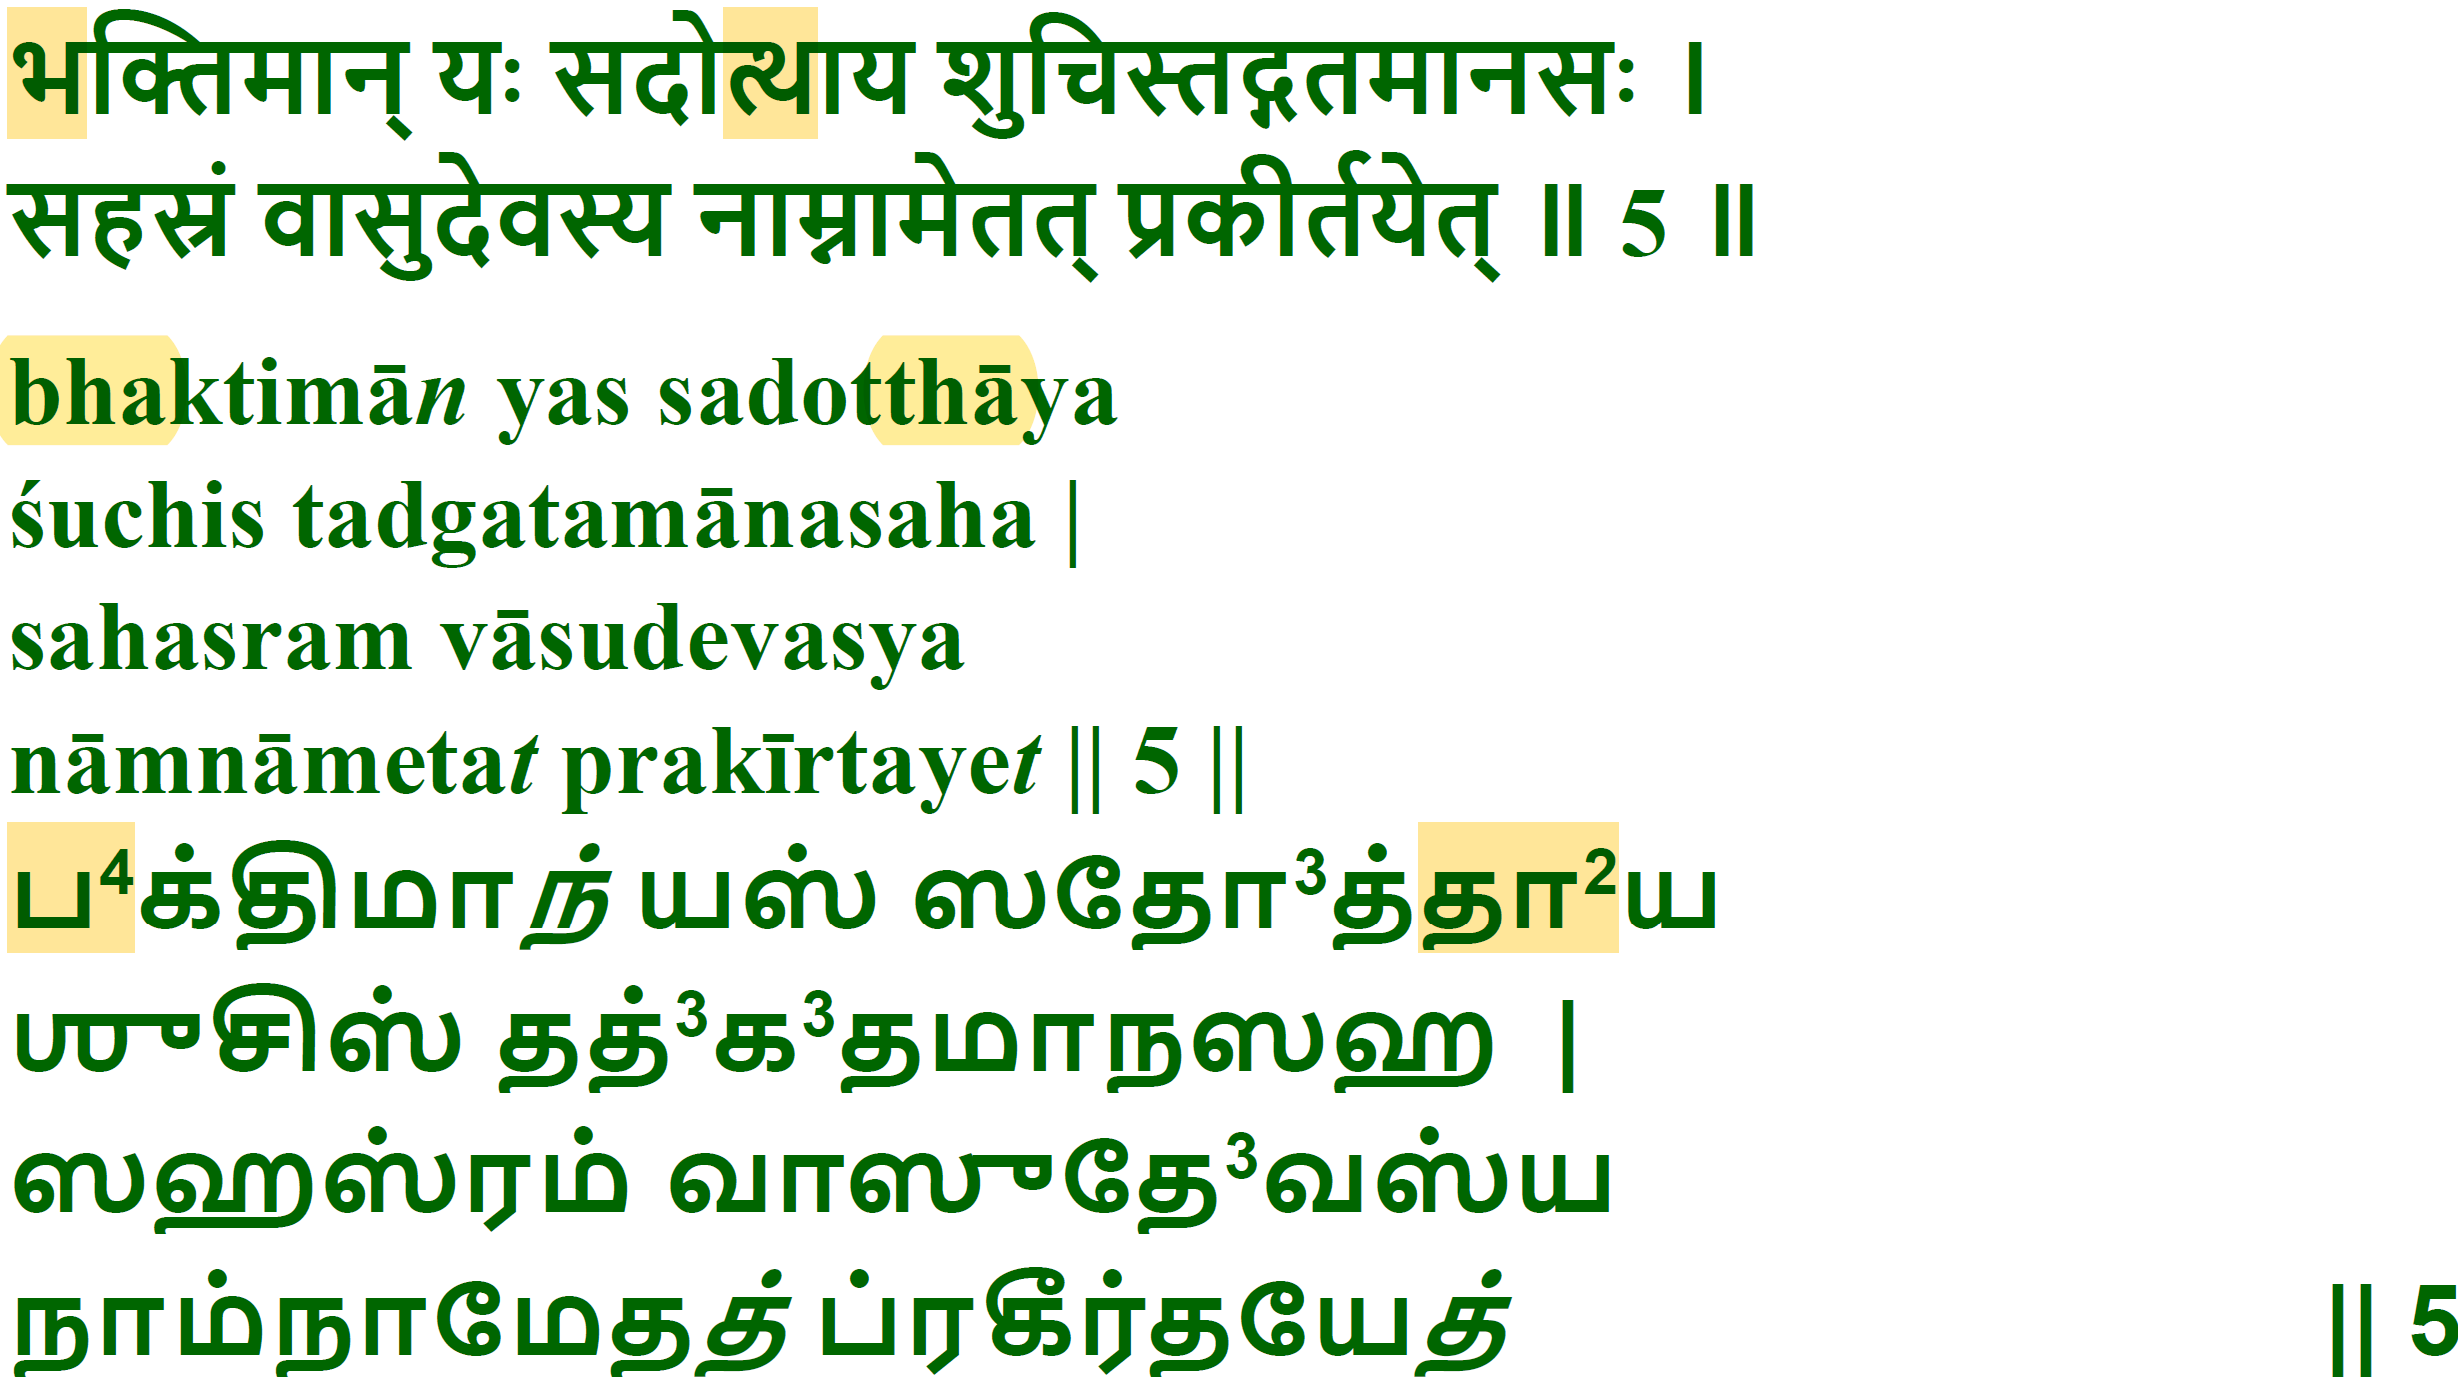 भक्तिमान् यः सदोत्थाय शुचिस्तद्गतमानसः ।
सहस्रं वासुदेवस्य नाम्नामेतत् प्रकीर्तयेत् ॥ 5 ॥
bhaktimān yas sadotthāya
śuchis tadgatamānasaha |
sahasram vāsudevasya
nāmnāmetat prakīrtayet || 5 ||
ப⁴க்திமாந் யஸ் ஸதோ³த்தா²ய
ஶுசிஸ் தத்³க³தமாநஸஹ |
ஸஹஸ்ரம் வாஸுதே³வஸ்ய
நாம்நாமேதத் ப்ரகீர்தயேத் || 5